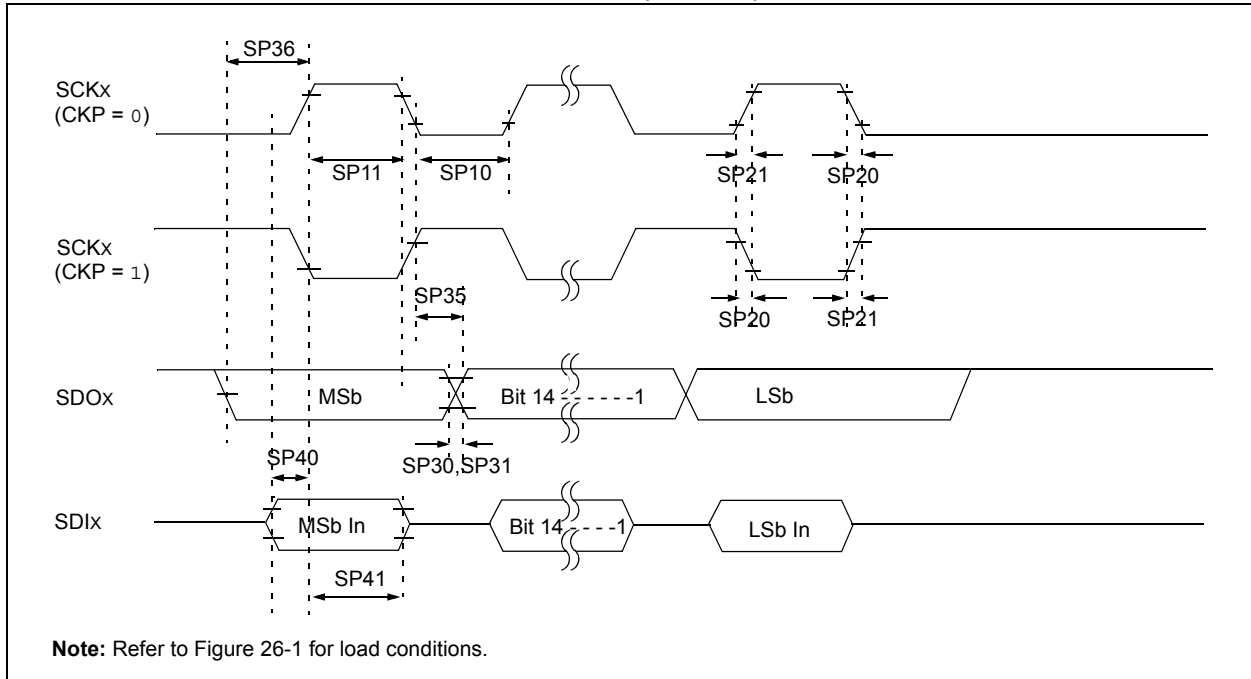 SP36
SCKx
(CKP = 0)
SP11
SP10
SP21
SP20
SCKx
(CKP = 1)
SP35
SP20
SP21
SDOx
MSb
Bit 14 - - - - - -1
LSb
SP40
SP30,SP31
SDIx
MSb In
Bit 14 - - - -1
LSb In
SP41
Note: Refer to Figure 26-1 for load conditions.